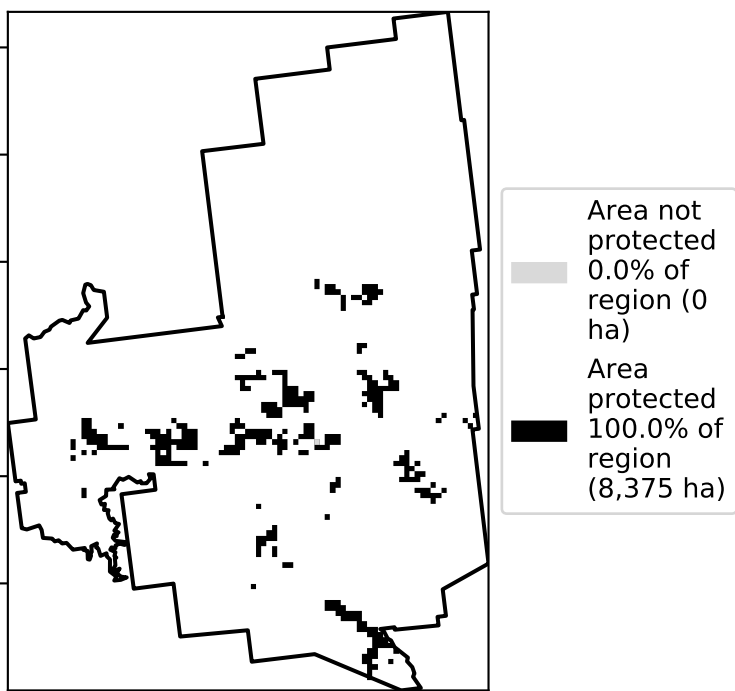 Area not
protected
0.0% of
region (0
ha)
Area
protected
100.0% of
region
(8,375 ha)